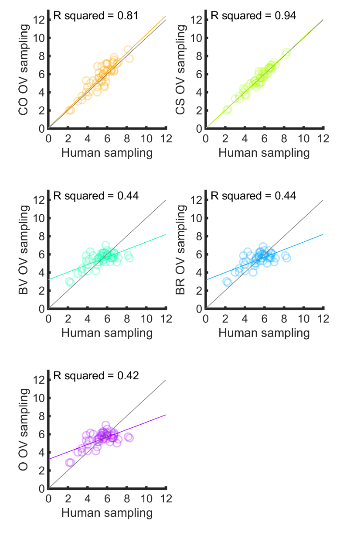 R squared = 0.81
CO OV sampling
12
10
8
6
4
2
0
0 2 4 6 8 10 12
Human sampling
R squared = 0.94
CS OV sampling
12
10
8
6
4
2
0
0 2 4 6 8 10 12
Human sampling
R squared = 0.44
BV OV sampling
12
10
8
6
4
2
0
0 2 4 6 8 10 12
Human sampling
R squared = 0.44
BR OV sampling
12
10
8
6
4
2
0
0 2 4 6 8 10 12
Human sampling
R squared = 0.42
O OV sampling
12
10
8
6
4
2
0
0 2 4 6 8 10 12
Human sampling